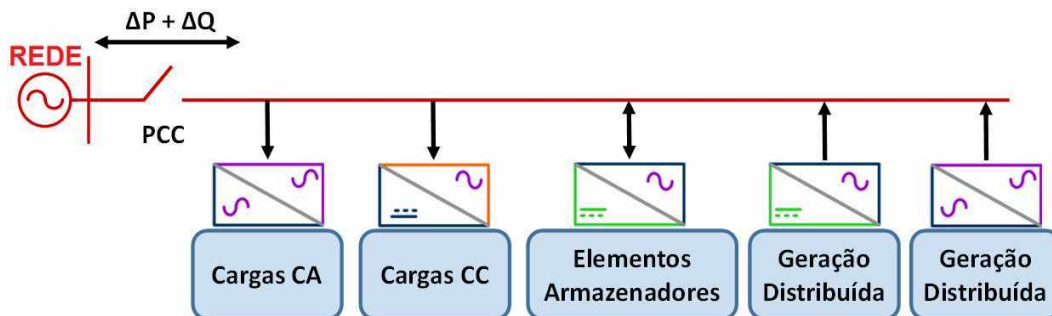 ΔP + ΔQ
REDE
PCC
Cargas CA
Cargas CC
Elementos
Armazenadores
Geração
Distribuída
Geração
Distribuída